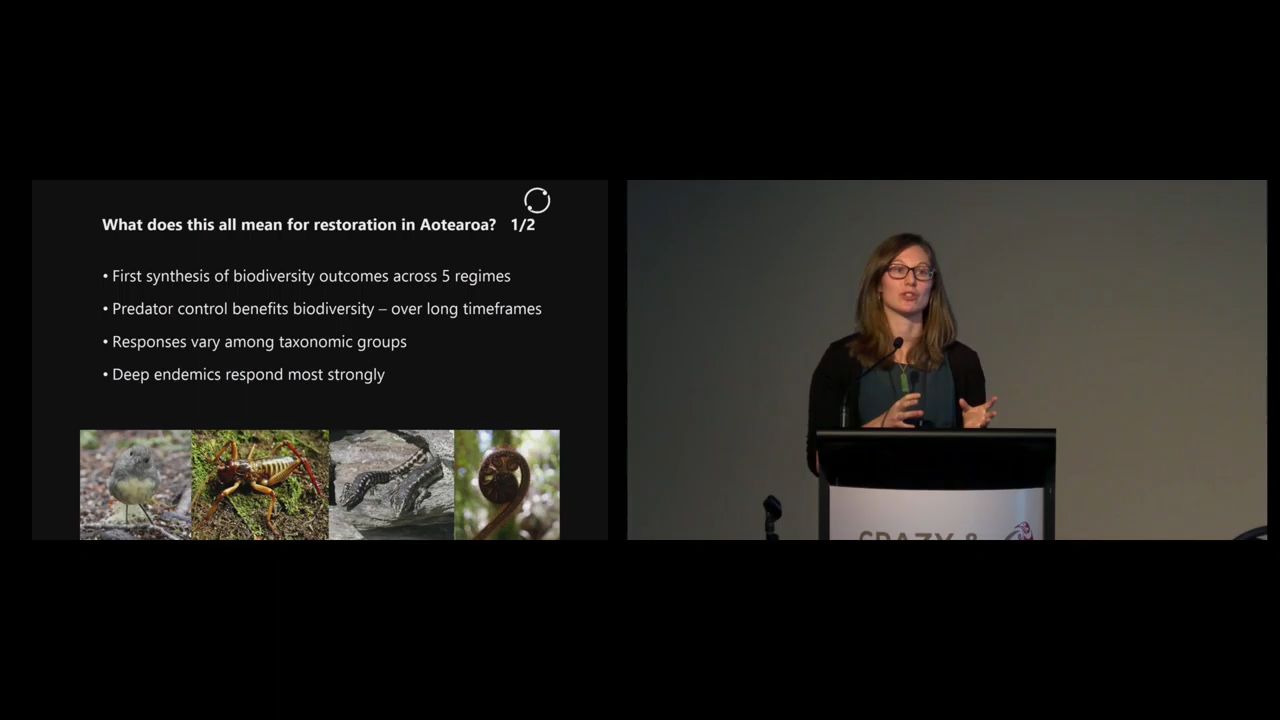 What does this all mean for restoration in Aotearoa? 1/2
• First synthesis of biodiversity outcomes across 5 regimes
• Predator control benefits biodiversity – over long timeframes
• Responses vary among taxonomic groups
• Deep endemics respond most strongly
CRAZY &